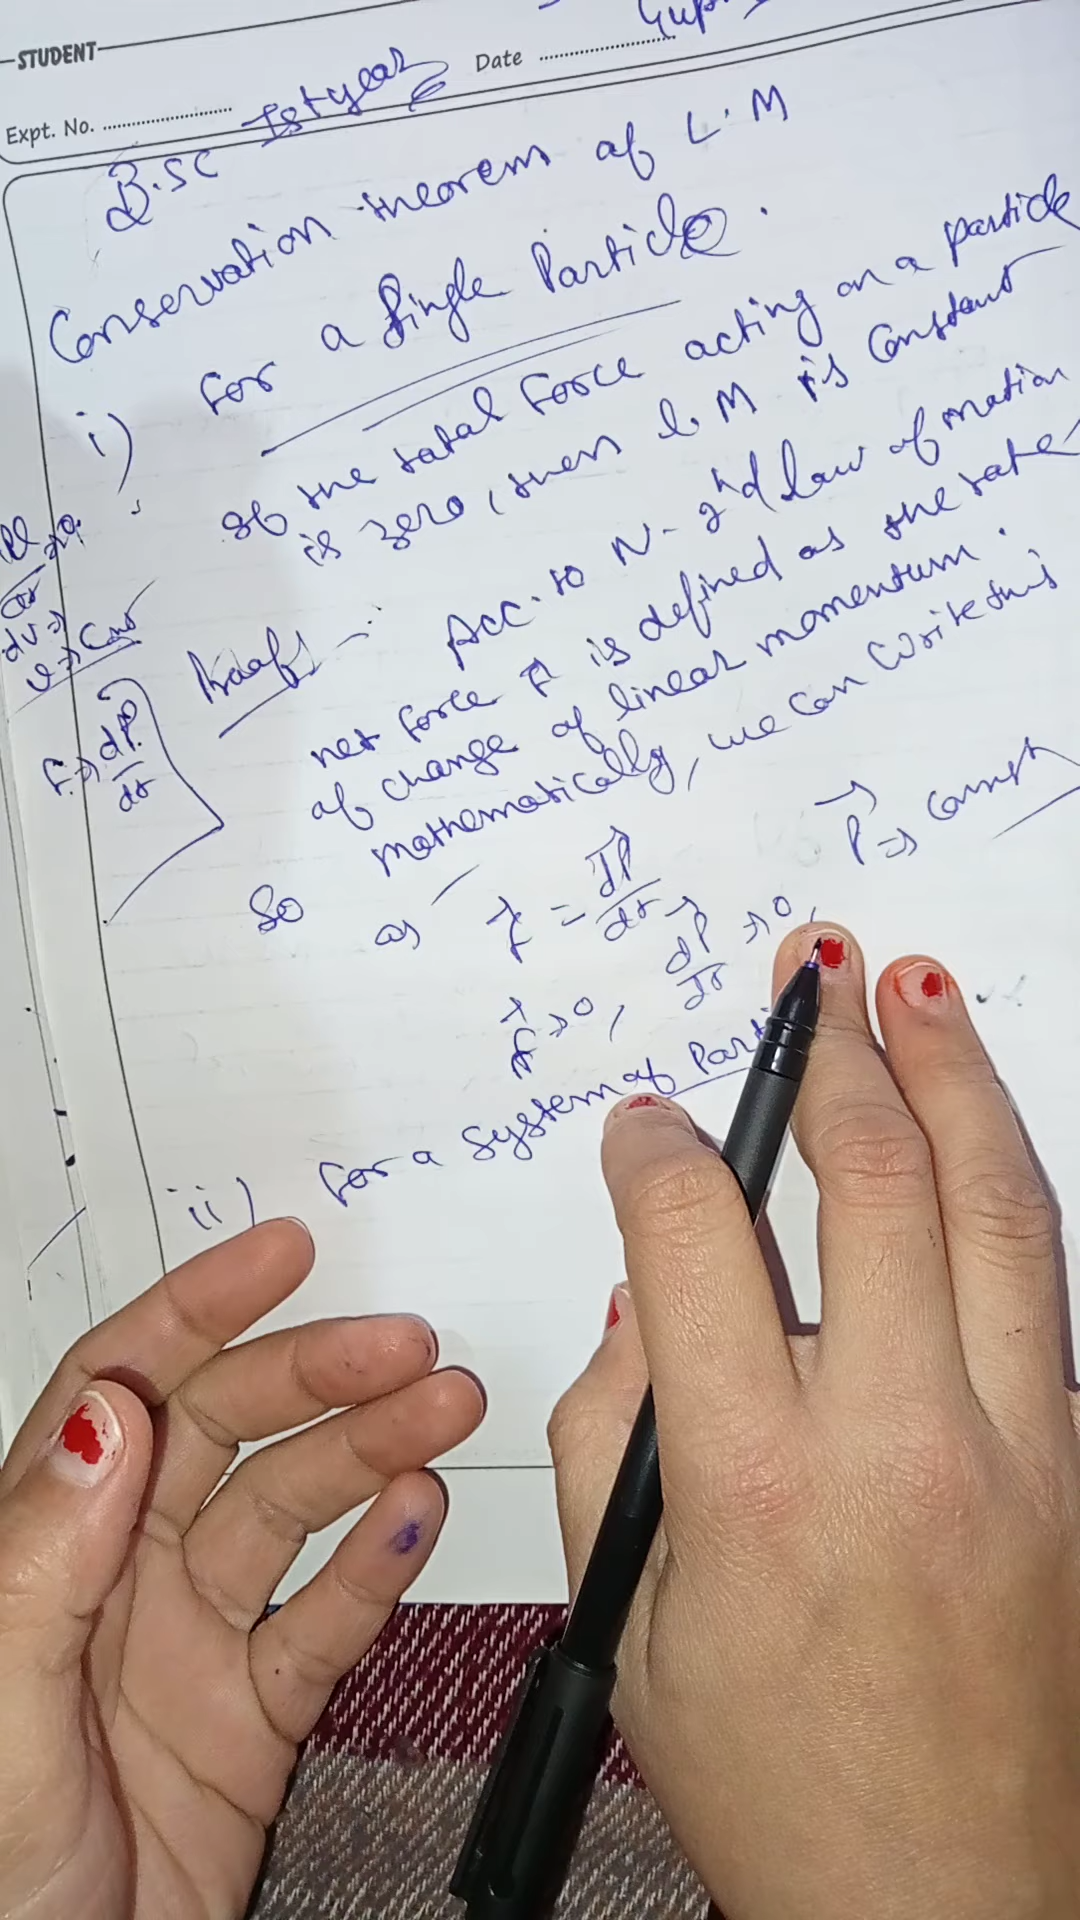 STUDENT
Date
Expt. No.
B.SC Ist year
Conservation theorem of L.M
i) For a Single Particle.
If the total Force acting on a particle
is zero, then L.M is constant
Proof :- Acc. to N- 2nd law of motion
net force F is defined as the rate
of change of linear momentum.
So mathematically, we can write this
as F = dP/dt
F => 0, dP/dt => 0, P => const
ii) For a System of Parti
dv =>
v => Const
F => dP/dt